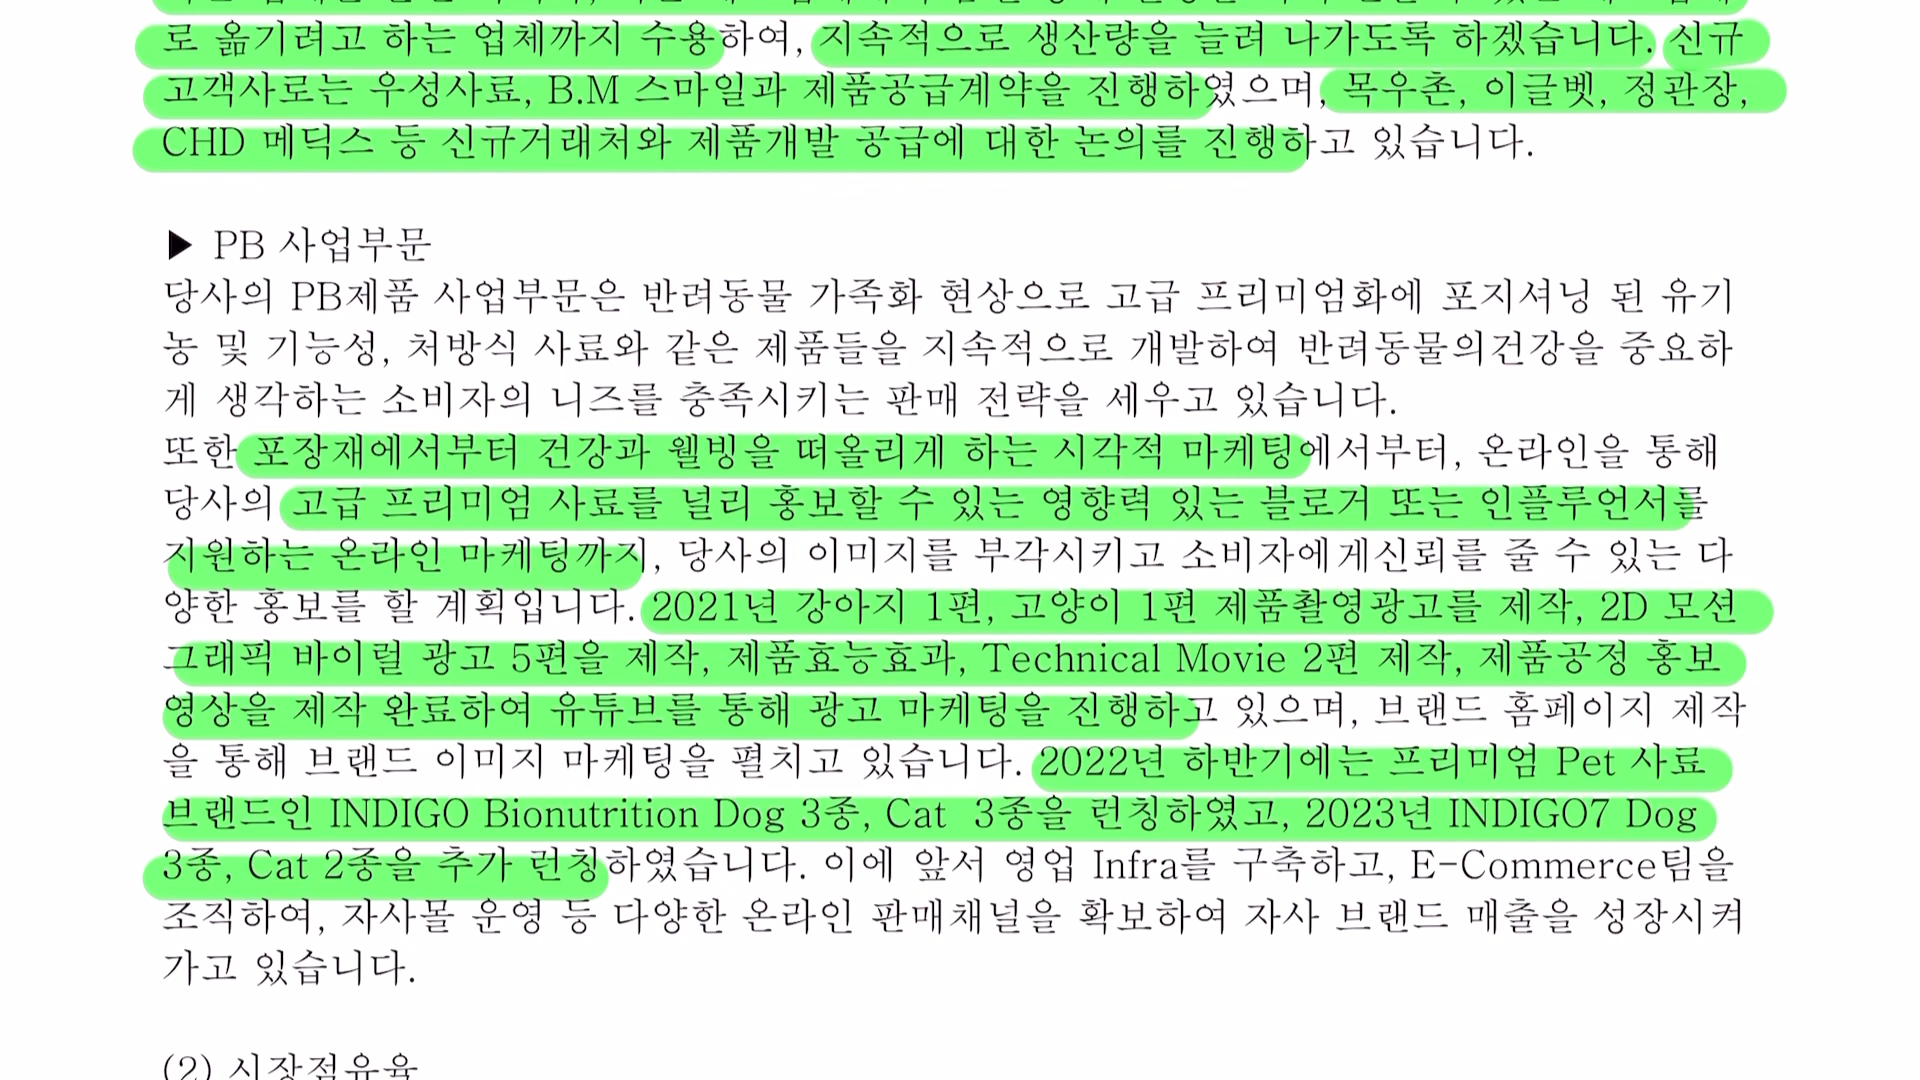 로 옮기려고 하는 업체까지 수용하여, 지속적으로 생산량을 늘려 나가도록 하겠습니다. 신규
고객사로는 우성사료, B.M 스마일과 제품공급계약을 진행하였으며, 목우촌, 이글벳, 정관장,
CHD 메딕스 등 신규거래처와 제품개발 공급에 대한 논의를 진행하고 있습니다.
▶ PB 사업부문
당사의 PB제품 사업부문은 반려동물 가족화 현상으로 고급 프리미엄화에 포지셔닝 된 유기
농 및 기능성, 처방식 사료와 같은 제품들을 지속적으로 개발하여 반려동물의건강을 중요하
게 생각하는 소비자의 니즈를 충족시키는 판매 전략을 세우고 있습니다.
또한 포장재에서부터 건강과 웰빙을 떠올리게 하는 시각적 마케팅에서부터, 온라인을 통해
당사의 고급 프리미엄 사료를 널리 홍보할 수 있는 영향력 있는 블로거 또는 인플루언서를
지원하는 온라인 마케팅까지, 당사의 이미지를 부각시키고 소비자에게신뢰를 줄 수 있는 다
양한 홍보를 할 계획입니다. 2021년 강아지 1편, 고양이 1편 제품촬영광고를 제작, 2D 모션
그래픽 바이럴 광고 5편을 제작, 제품효능효과, Technical Movie 2편 제작, 제품공정 홍보
영상을 제작 완료하여 유튜브를 통해 광고 마케팅을 진행하고 있으며, 브랜드 홈페이지 제작
을 통해 브랜드 이미지 마케팅을 펼치고 있습니다. 2022년 하반기에는 프리미엄 Pet 사료
브랜드인 INDIGO Bionutrition Dog 3종, Cat  3종을 런칭하였고, 2023년 INDIGO7 Dog
3종, Cat 2종을 추가 런칭하였습니다. 이에 앞서 영업 Infra를 구축하고, E-Commerce팀을
조직하여, 자사몰 운영 등 다양한 온라인 판매채널을 확보하여 자사 브랜드 매출을 성장시켜
가고 있습니다.
(2) 시장점유율